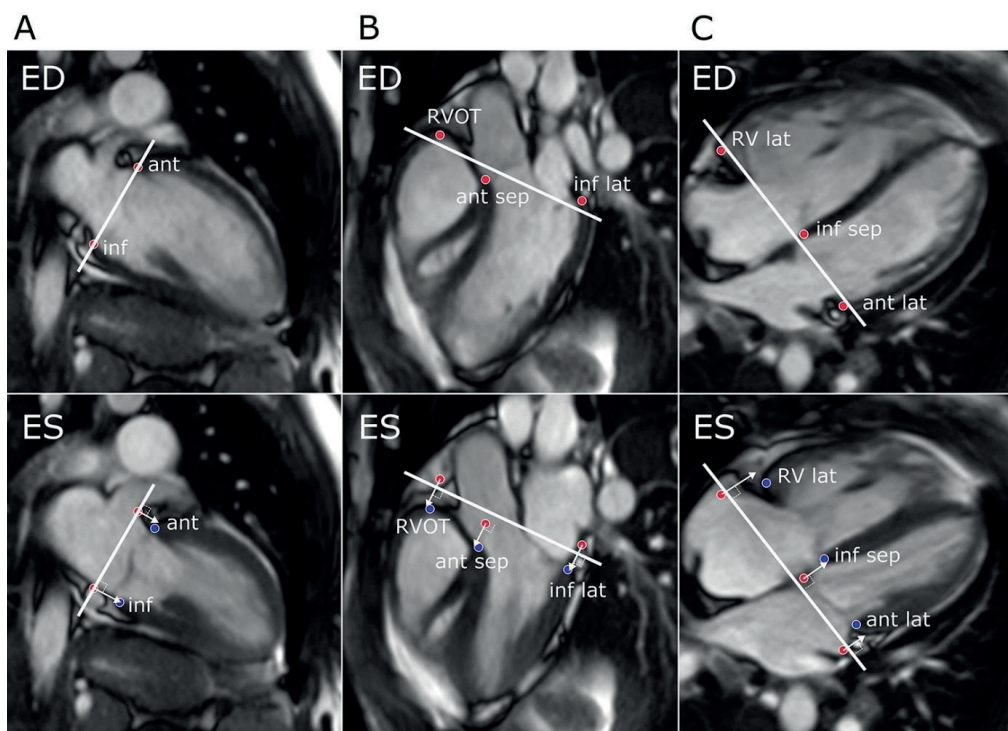 A
B
C
ED
ant
inf
ED
RVOT
ant sep
inf lat
ED
RV lat
inf sep
ant lat
ES
ant
inf
ES
RVOT
ant sep
inf lat
ES
RV lat
inf sep
ant lat